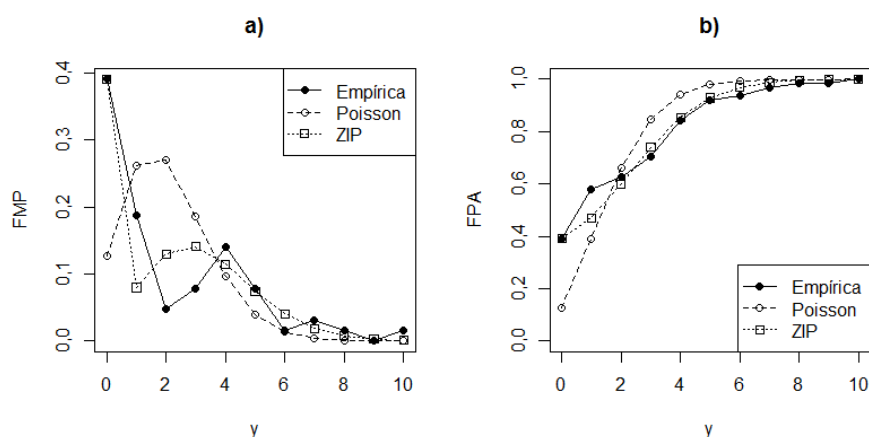 a)
FMP
0,0
0,1
0,2
0,3
0,4
Empírica
Poisson
ZIP
0 2 4 6 8 10
y
b)
FPA
0,0
0,2
0,4
0,6
0,8
1,0
Empírica
Poisson
ZIP
0 2 4 6 8 10
y